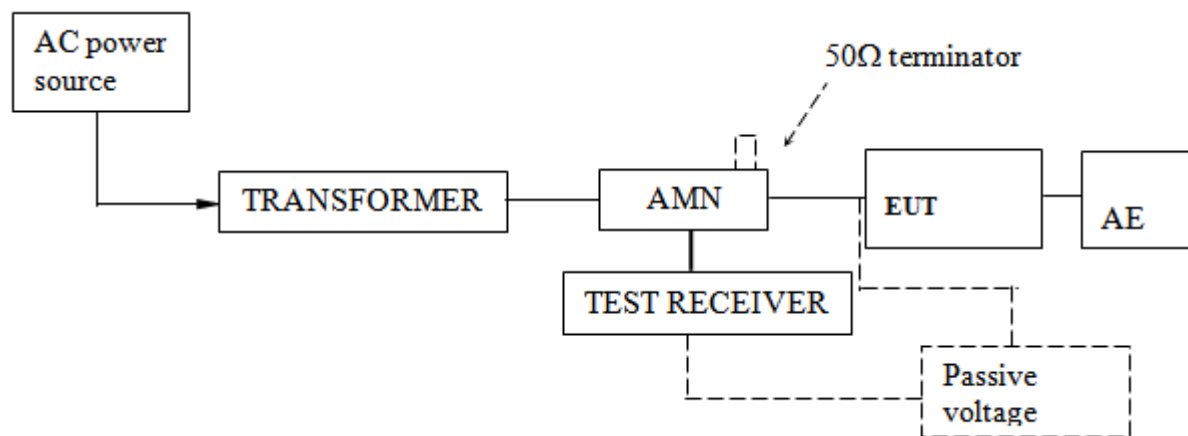 AC power
source
50Ω terminator
TRANSFORMER
AMN
EUT
AE
TEST RECEIVER
Passive
voltage